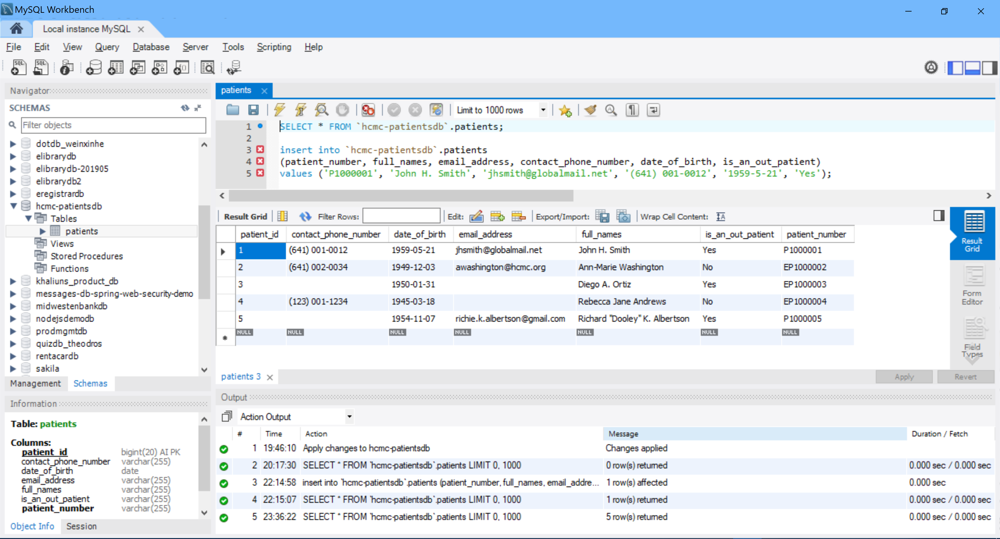 MySQL Workbench
Local instance MySQL
File Edit View Query Database Server Tools Scripting Help
Navigator
SCHEMAS
Filter objects
dotdb_weinxinhe
elibrarydb
elibrarydb-201905
elibrarydb2
eregistrardb
hcmc-patientsdb
Tables
patients
Views
Stored Procedures
Functions
khaliuns_product_db
messages-db-spring-web-security-demo
midwestenbankdb
nodejsdemodb
prodmgmtdb
quizdb_theodros
rentacardb
sakila
Management Schemas
Information
Table: patients
Columns:
patient_id bigint(20) AI PK
contact_phone_number varchar(255)
date_of_birth date
email_address varchar(255)
full_names varchar(255)
is_an_out_patient varchar(255)
patient_number varchar(255)
Object Info Session
patients
Limit to 1000 rows
1 SELECT * FROM `hcmc-patientsdb`.patients;
2
3 insert into `hcmc-patientsdb`.patients
4 (patient_number, full_names, email_address, contact_phone_number, date_of_birth, is_an_out_patient)
5 values ('P1000001', 'John H. Smith', 'jhsmith@globalmail.net', '(641) 001-0012', '1959-5-21', 'Yes');
Result Grid Filter Rows: Edit: Export/Import: Wrap Cell Content:
patient_id contact_phone_number date_of_birth email_address full_names is_an_out_patient patient_number
1 (641) 001-0012 1959-05-21 jhsmith@globalmail.net John H. Smith Yes P1000001
2 (641) 002-0034 1949-12-03 awashington@hcmc.org Ann-Marie Washington No EP1000002
3 1950-01-31 Diego A. Ortiz Yes EP1000003
4 (123) 001-1234 1945-03-18 Rebecca Jane Andrews No EP1000004
5 1954-11-07 richie.k.albertson@gmail.com Richard "Dooley" K. Albertson Yes P1000005
NULL NULL NULL NULL NULL NULL NULL
Result
Grid
Form
Editor
Field
Types
patients 3
Apply Revert
Output
Action Output
# Time Action Message Duration / Fetch
1 19:46:10 Apply changes to hcmc-patientsdb Changes applied
2 20:17:30 SELECT * FROM `hcmc-patientsdb`.patients LIMIT 0, 1000 0 row(s) returned 0.000 sec / 0.000 sec
3 22:14:58 insert into `hcmc-patientsdb`.patients (patient_number, full_names, email_addre... 1 row(s) affected 0.000 sec
4 22:15:07 SELECT * FROM `hcmc-patientsdb`.patients LIMIT 0, 1000 1 row(s) returned 0.000 sec / 0.000 sec
5 23:36:22 SELECT * FROM `hcmc-patientsdb`.patients LIMIT 0, 1000 5 row(s) returned 0.000 sec / 0.000 sec